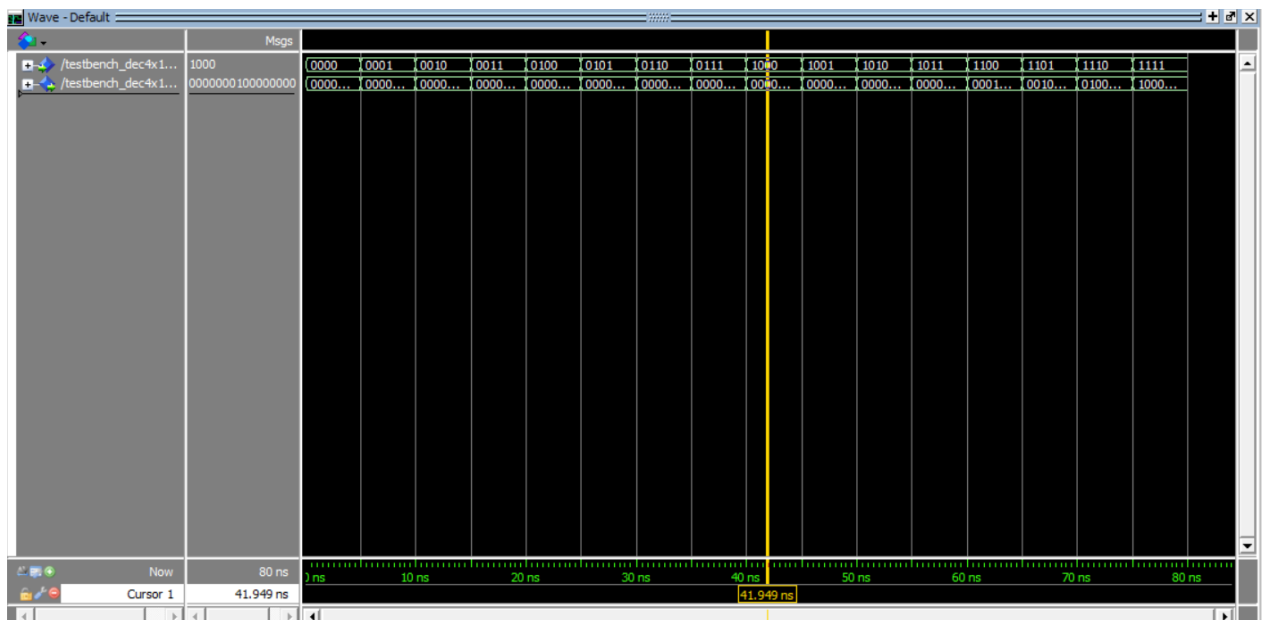 Wave - Default
Msgs
/testbench_dec4x1... 1000 0000 0001 0010 0011 0100 0101 0110 0111 1000 1001 1010 1011 1100 1101 1110 1111
/testbench_dec4x1... 0000000100000000 0000... 0000... 0000... 0000... 0000... 0000... 0000... 0000... 0000... 0000... 0000... 0000... 0001... 0010... 0100... 1000...
Now 80 ns ns 10 ns 20 ns 30 ns 40 ns 50 ns 60 ns 70 ns 80 ns
Cursor 1 41.949 ns 41.949 ns